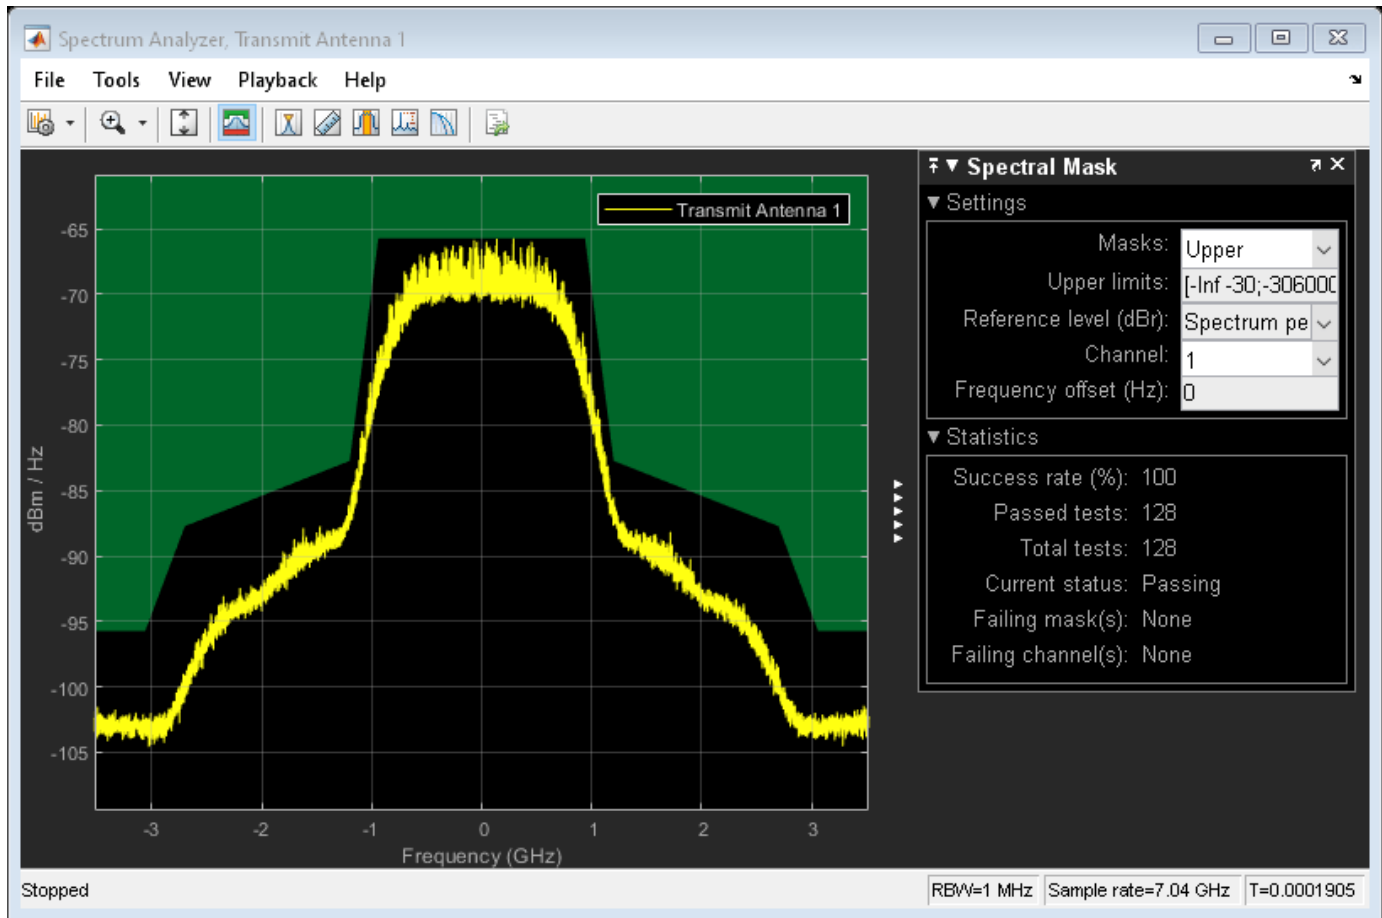 Spectrum Analyzer, Transmit Antenna 1
File Tools View Playback Help
Transmit Antenna 1
-65
-70
-75
-80
-85
-90
-95
-100
-105
dBm / Hz
-3 -2 -1 0 1 2 3
Frequency (GHz)
Spectral Mask
Settings
Masks: Upper
Upper limits: [-Inf -30;-306000
Reference level (dBr): Spectrum pe
Channel: 1
Frequency offset (Hz): 0
Statistics
Success rate (%): 100
Passed tests: 128
Total tests: 128
Current status: Passing
Failing mask(s): None
Failing channel(s): None
Stopped RBW=1 MHz Sample rate=7.04 GHz T=0.0001905